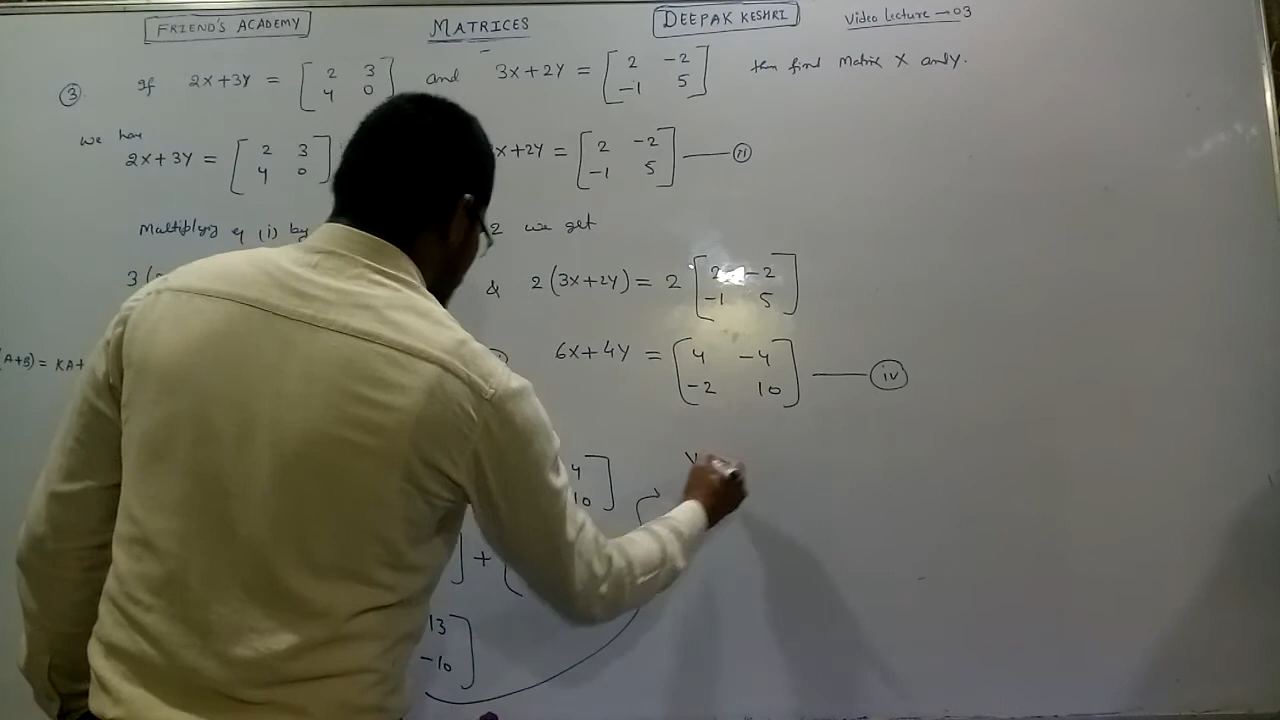 FRIEND'S ACADEMY MATRICES DEEPAK KESHRI Video Lecture → 03
③. If 2X+3Y = [2 3 4 0] and 3X+2Y = [2 -2 -1 5] then find Matrix X and y.
we have
2X+3Y = [2 3 4 0] X+2Y = [2 -2 -1 5] —— (ii)
Multiplying eq (i) by 2 we get
3( & 2(3X+2Y) = 2 [2 -2 -1 5]
(A+B) = KA+ 6X+4Y = [4 -4 -2 10] —— (iv)
4 10]
] + [
13 -10]